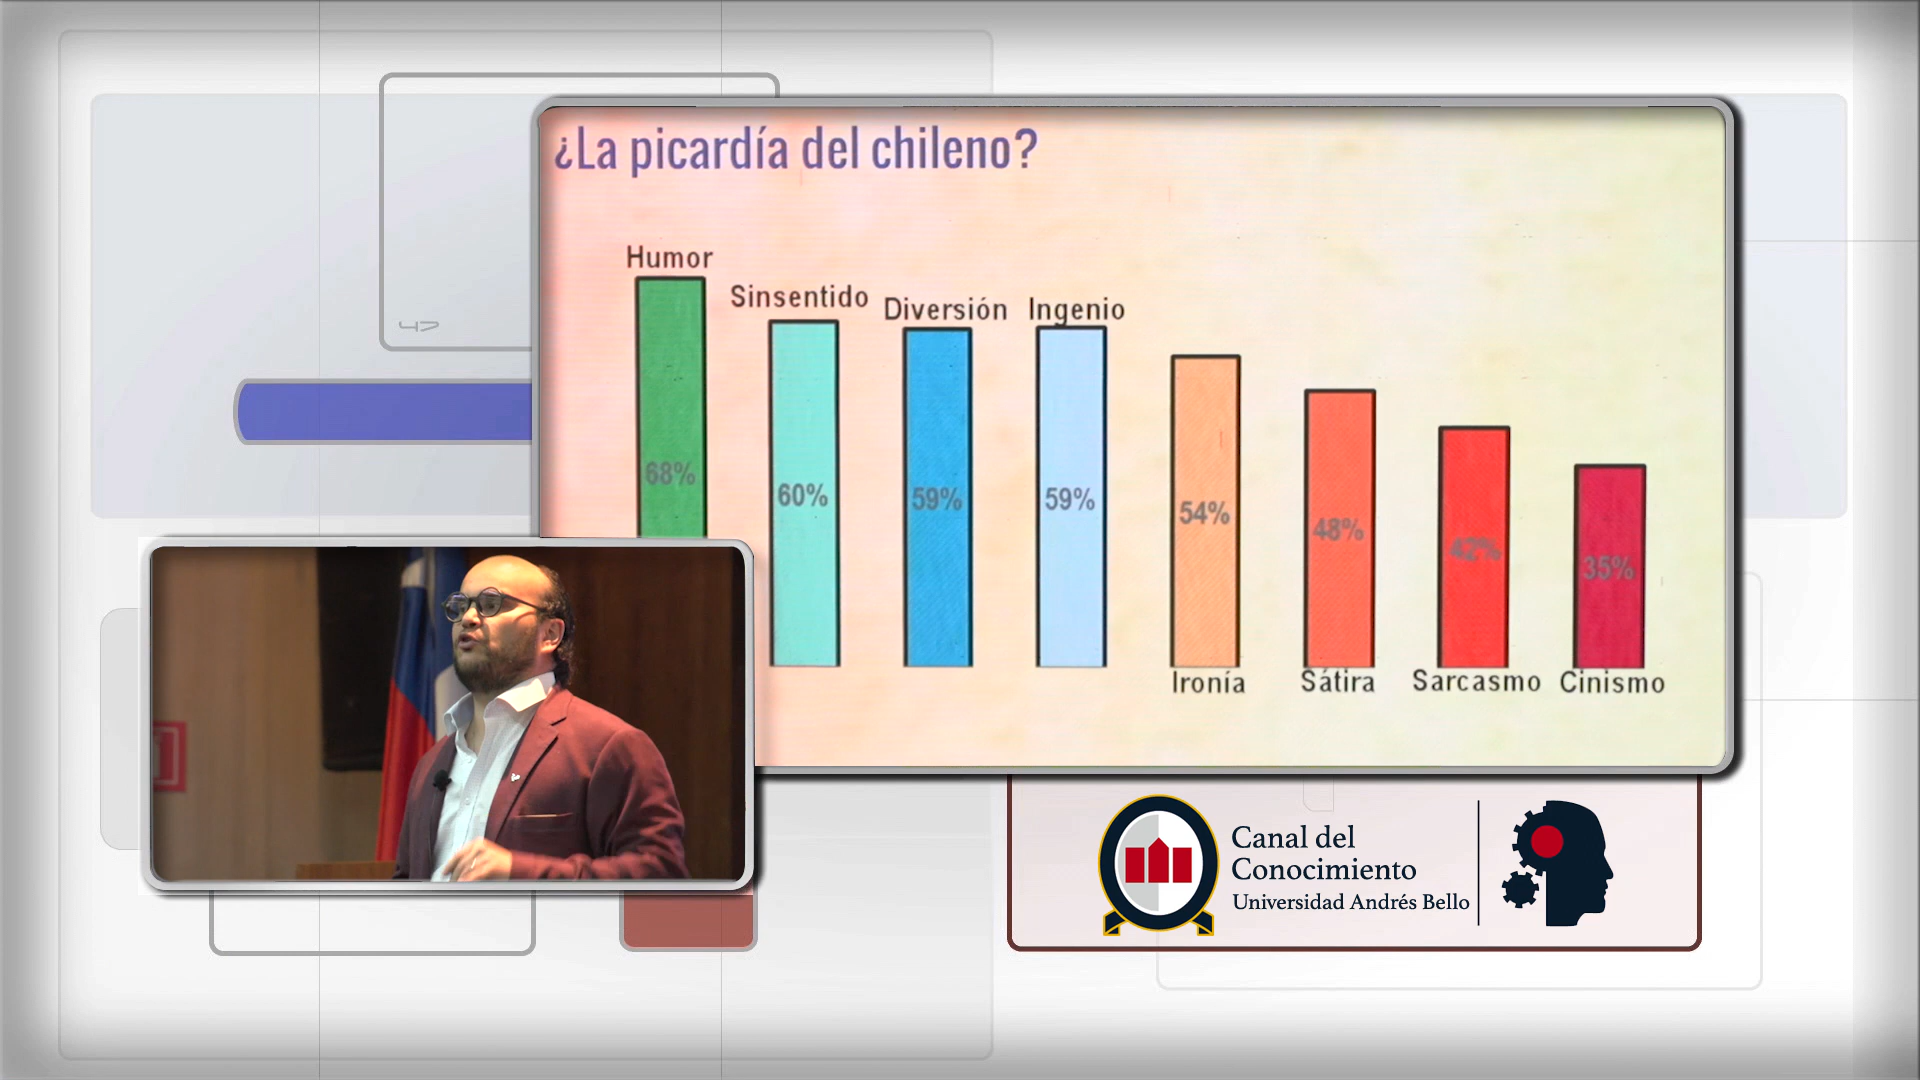 ¿La picardía del chileno?
Humor
Sinsentido
Diversión
Ingenio
68%
60%
59%
59%
54%
48%
42%
35%
Ironía
Sátira
Sarcasmo
Cinismo
Canal del
Conocimiento
Universidad Andrés Bello